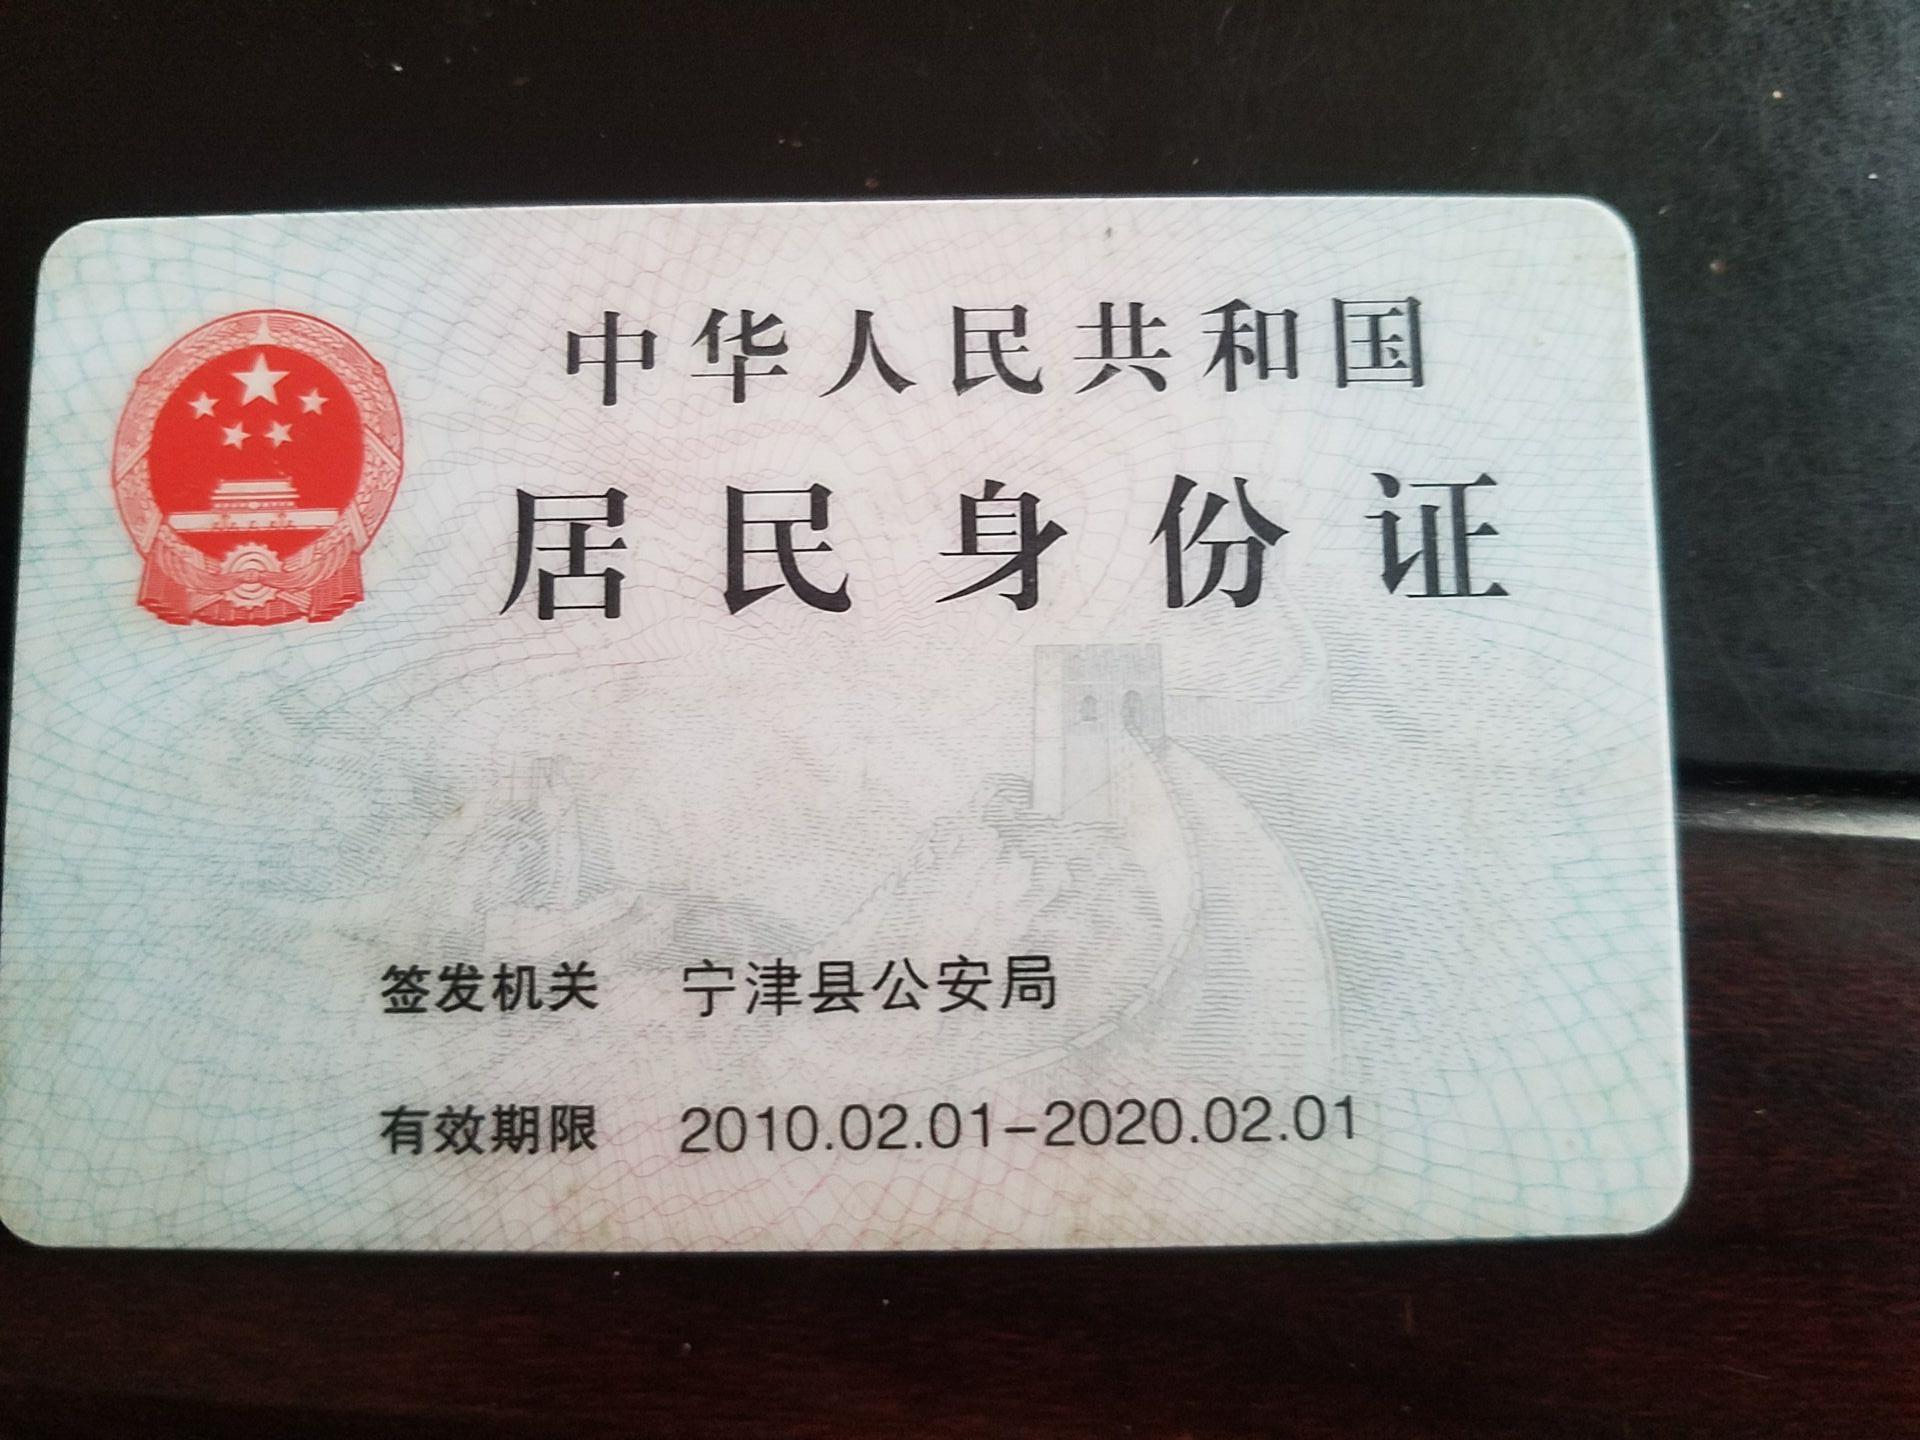 中华人民共和国
居民身份证
签发机关 宁津县公安局
有效期限 2010.02.01-2020.02.01